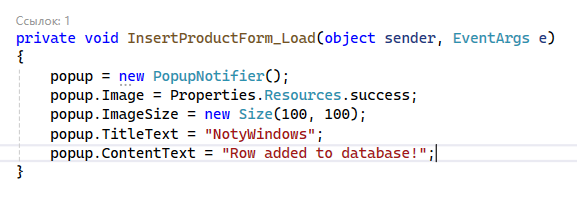 Ссылок: 1
private void InsertProductForm_Load(object sender, EventArgs e)
{
popup = new PopupNotifier();
popup.Image = Properties.Resources.success;
popup.ImageSize = new Size(100, 100);
popup.TitleText = "NotyWindows";
popup.ContentText = "Row added to database!";
}